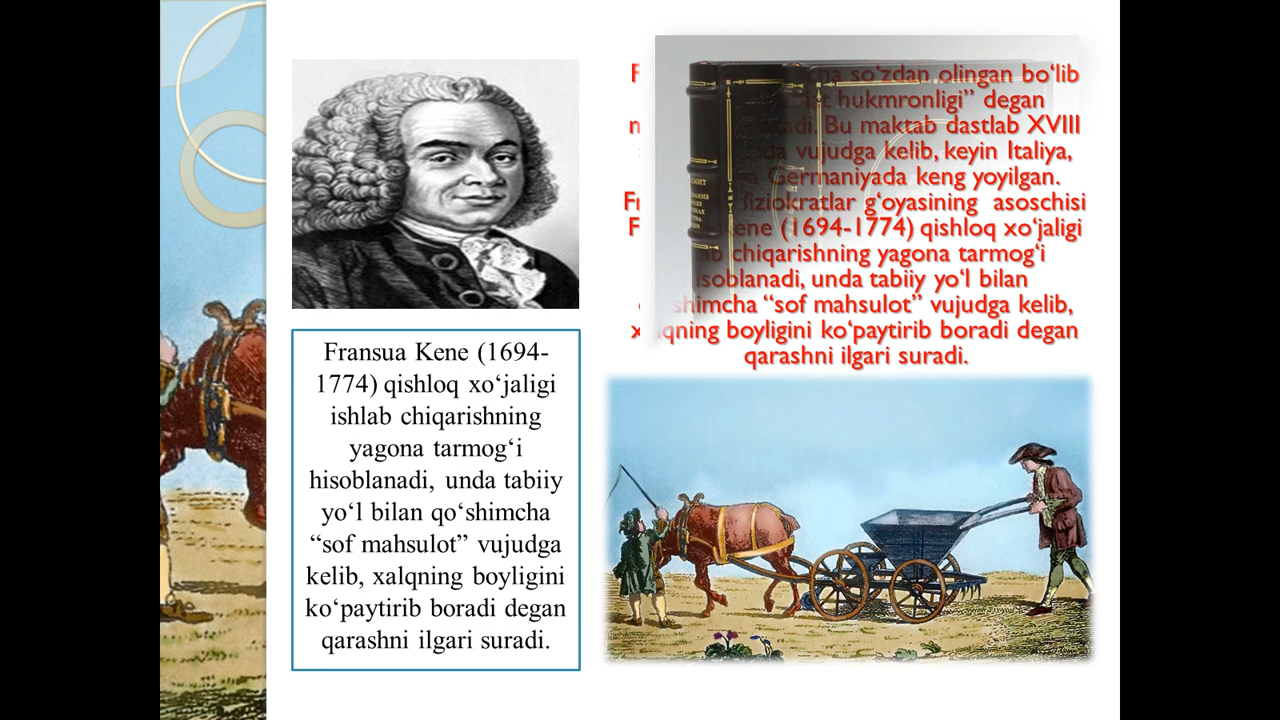 Fransua Kene (1694-
1774) qishloq xo‘jaligi
ishlab chiqarishning
yagona tarmog‘i
hisoblanadi, unda tabiiy
yo‘l bilan qo‘shimcha
“sof mahsulot” vujudga
kelib, xalqning boyligini
ko‘paytirib boradi degan
qarashni ilgari suradi.
so‘zdan olingan bo‘lib
hukmronligi” degan
Bu maktab dastlab XVIII
vujudga kelib, keyin Italiya,
Germaniyada keng yoyilgan.
fiziokratlar g‘oyasining asoschisi
Kene (1694-1774) qishloq xo‘jaligi
chiqarishning yagona tarmog‘i
isoblanadi, unda tabiiy yo‘l bilan
shimcha “sof mahsulot” vujudga kelib,
xalqning boyligini ko‘paytirib boradi degan
qarashni ilgari suradi.